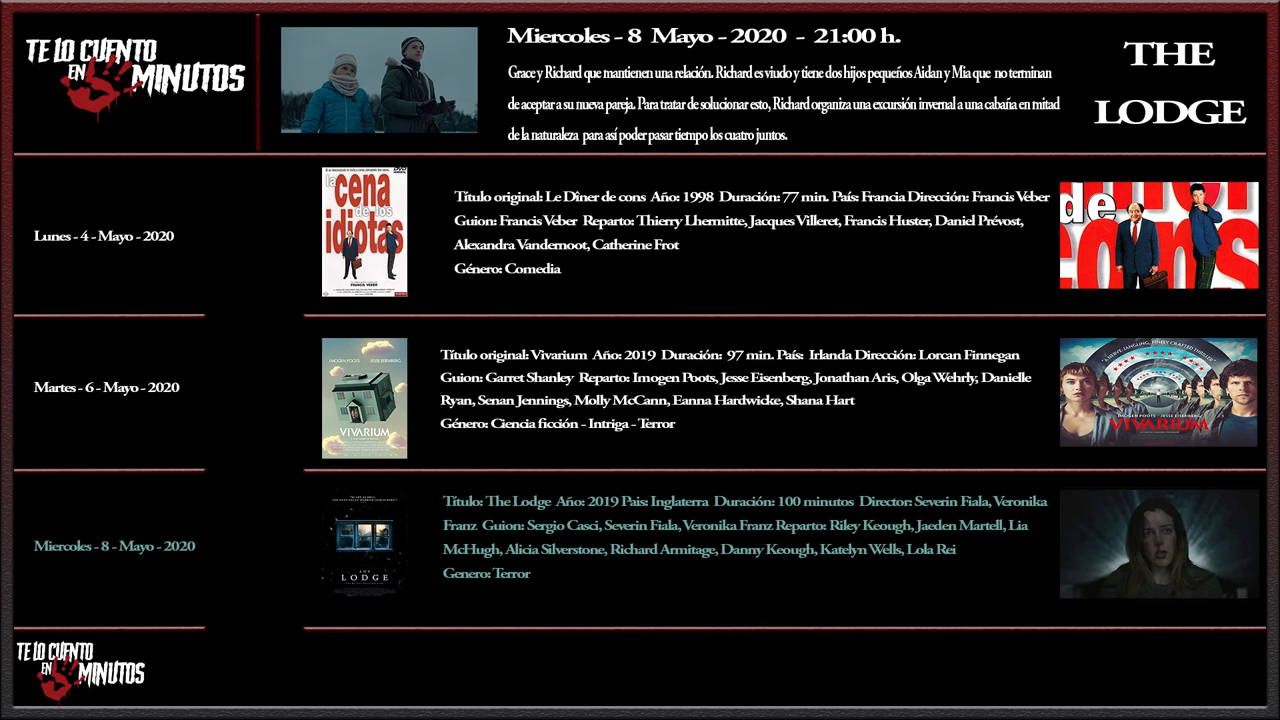 TE LO CUENTO
EN MINUTOS
Miercoles - 8 Mayo - 2020 - 21:00 h.
Grace y Richard que mantienen una relación. Richard es viudo y tiene dos hijos pequeños Aidan y Mia que no terminan
de aceptar a su nueva pareja. Para tratar de solucionar esto, Richard organiza una excursión invernal a una cabaña en mitad
de la naturaleza para así poder pasar tiempo los cuatro juntos.
THE
LODGE
Lunes - 4 - Mayo - 2020
la
cena
de los
idiotas
FRANCIS VEBER
Título original: Le Dîner de cons Año: 1998 Duración: 77 min. País: Francia Dirección: Francis Veber
Guion: Francis Veber Reparto: Thierry Lhermitte, Jacques Villeret, Francis Huster, Daniel Prévost,
Alexandra Vandernoot, Catherine Frot
Género: Comedia
de
cons
Martes - 6 - Mayo - 2020
IMOGEN POOTS JESSE EISENBERG
VIVARIUM
Título original: Vivarium Año: 2019 Duración: 97 min. País: Irlanda Dirección: Lorcan Finnegan
Guion: Garet Shanley Reparto: Imogen Poots, Jesse Eisenberg, Jonathan Aris, Olga Wehrly, Danielle
Ryan, Senan Jennings, Molly McCann, Eanna Hardwicke, Shana Hart
Género: Ciencia ficción - Intriga - Terror
IMOGEN POOTS JESSE EISENBERG
VIVARIUM
Miercoles - 8 - Mayo - 2020
THE
LODGE
Título: The Lodge Año: 2019 Pais: Inglaterra Duración: 100 minutos Director: Severin Fiala, Veronika
Franz Guion: Sergio Casci, Severin Fiala, Veronika Franz Reparto: Riley Keough, Jaeden Martell, Lia
McHugh, Alicia Silverstone, Richard Armitage, Danny Keough, Katelyn Wells, Lola Rei
Genero: Terror
TE LO CUENTO
EN MINUTOS